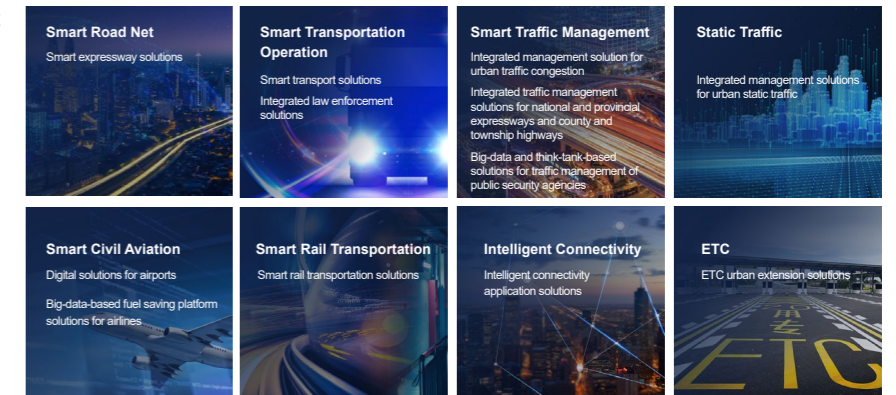 Smart Road Net
Smart expressway solutions
Smart Transportation
Operation
Smart transport solutions
Integrated law enforcement
solutions
Smart Traffic Management
Integrated management solution for
urban traffic congestion
Integrated traffic management
solutions for national and provincial
expressways and county and
township highways
Big-data and think-tank-based
solutions for traffic management of
public security agencies
Static Traffic
Integrated management solutions
for urban static traffic
Smart Civil Aviation
Digital solutions for airports
Big-data-based fuel saving platform
solutions for airlines
Smart Rail Transportation
Smart rail transportation solutions
Intelligent Connectivity
Intelligent connectivity
application solutions
ETC
ETC urban extension solutions
专用
ETC